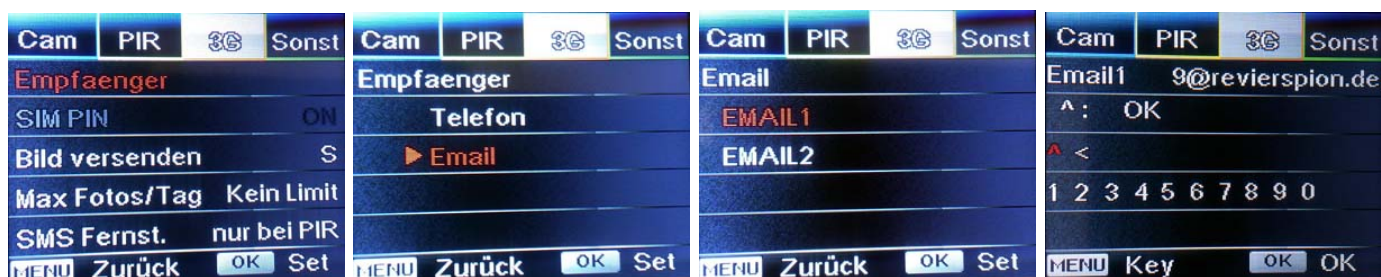 Cam PIR 3G Sonst
Empfaenger
SIM PIN ON
Bild versenden S
Max Fotos/Tag Kein Limit
SMS Fernst. nur bei PIR
MENU Zurück OK Set
Cam PIR 3G Sonst
Empfaenger
Telefon
Email
MENU Zurück OK Set
Cam PIR 3G Sonst
Email
EMAIL1
EMAIL2
MENU Zurück OK Set
Cam PIR 3G Sonst
Email1 9@revierspion.de
^: OK
^ <
1 2 3 4 5 6 7 8 9 0
MENU Key OK OK